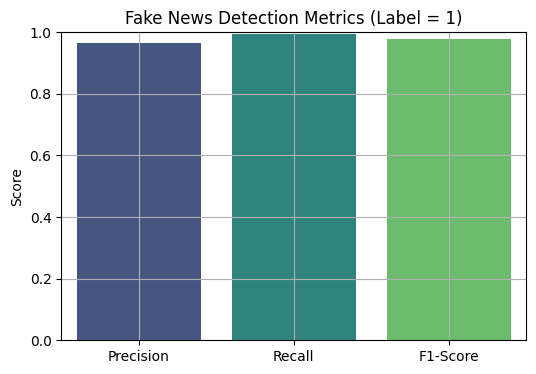 Fake News Detection Metrics (Label = 1)
1.0
0.8
0.6
0.4
0.2
0.0
Score
Precision Recall F1-Score